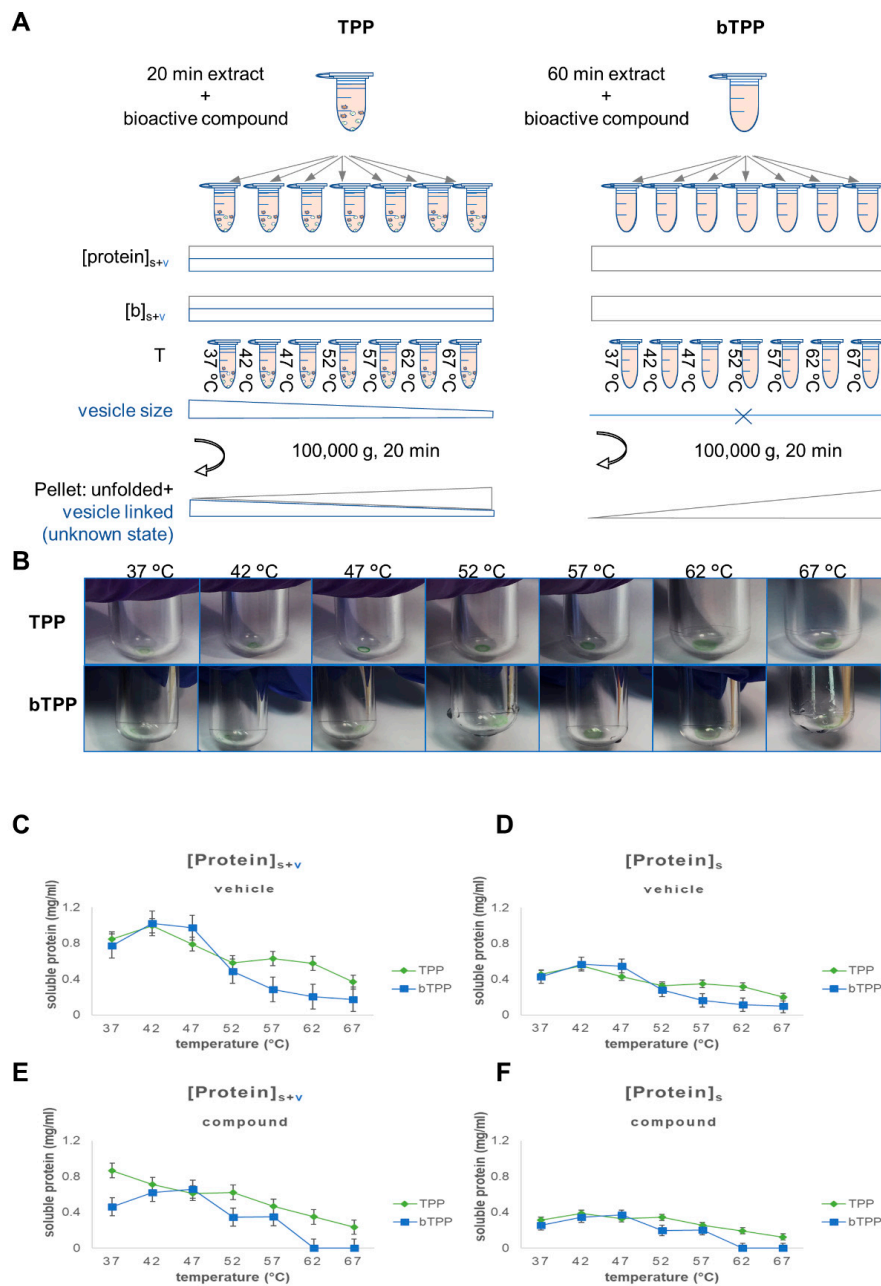 A
TPP
bTPP
20 min extract
+
bioactive compound
60 min extract
+
bioactive compound
[protein]s+v
[b]s+v
T
37 °C 42 °C 47 °C 52 °C 57 °C 62 °C 67 °C
37 °C 42 °C 47 °C 52 °C 57 °C 62 °C 67 °C
vesicle size
100,000 g, 20 min
100,000 g, 20 min
Pellet: unfolded+
vesicle linked
(unknown state)
B
37 °C 42 °C 47 °C 52 °C 57 °C 62 °C 67 °C
TPP
bTPP
C
[Protein]s+v
vehicle
soluble protein (mg/ml)
1.2
0.8
0.4
0
37 42 47 52 57 62 67
temperature (°C)
TPP
bTPP
D
[Protein]s
vehicle
soluble protein (mg/ml)
1.2
0.8
0.4
0
37 42 47 52 57 62 67
temperature (°C)
TPP
bTPP
E
[Protein]s+v
compound
soluble protein (mg/ml)
1.2
0.8
0.4
0
37 42 47 52 57 62 67
temperature (°C)
TPP
bTPP
F
[Protein]s
compound
soluble protein (mg/ml)
1.2
0.8
0.4
0
37 42 47 52 57 62 67
temperature (°C)
TPP
bTPP